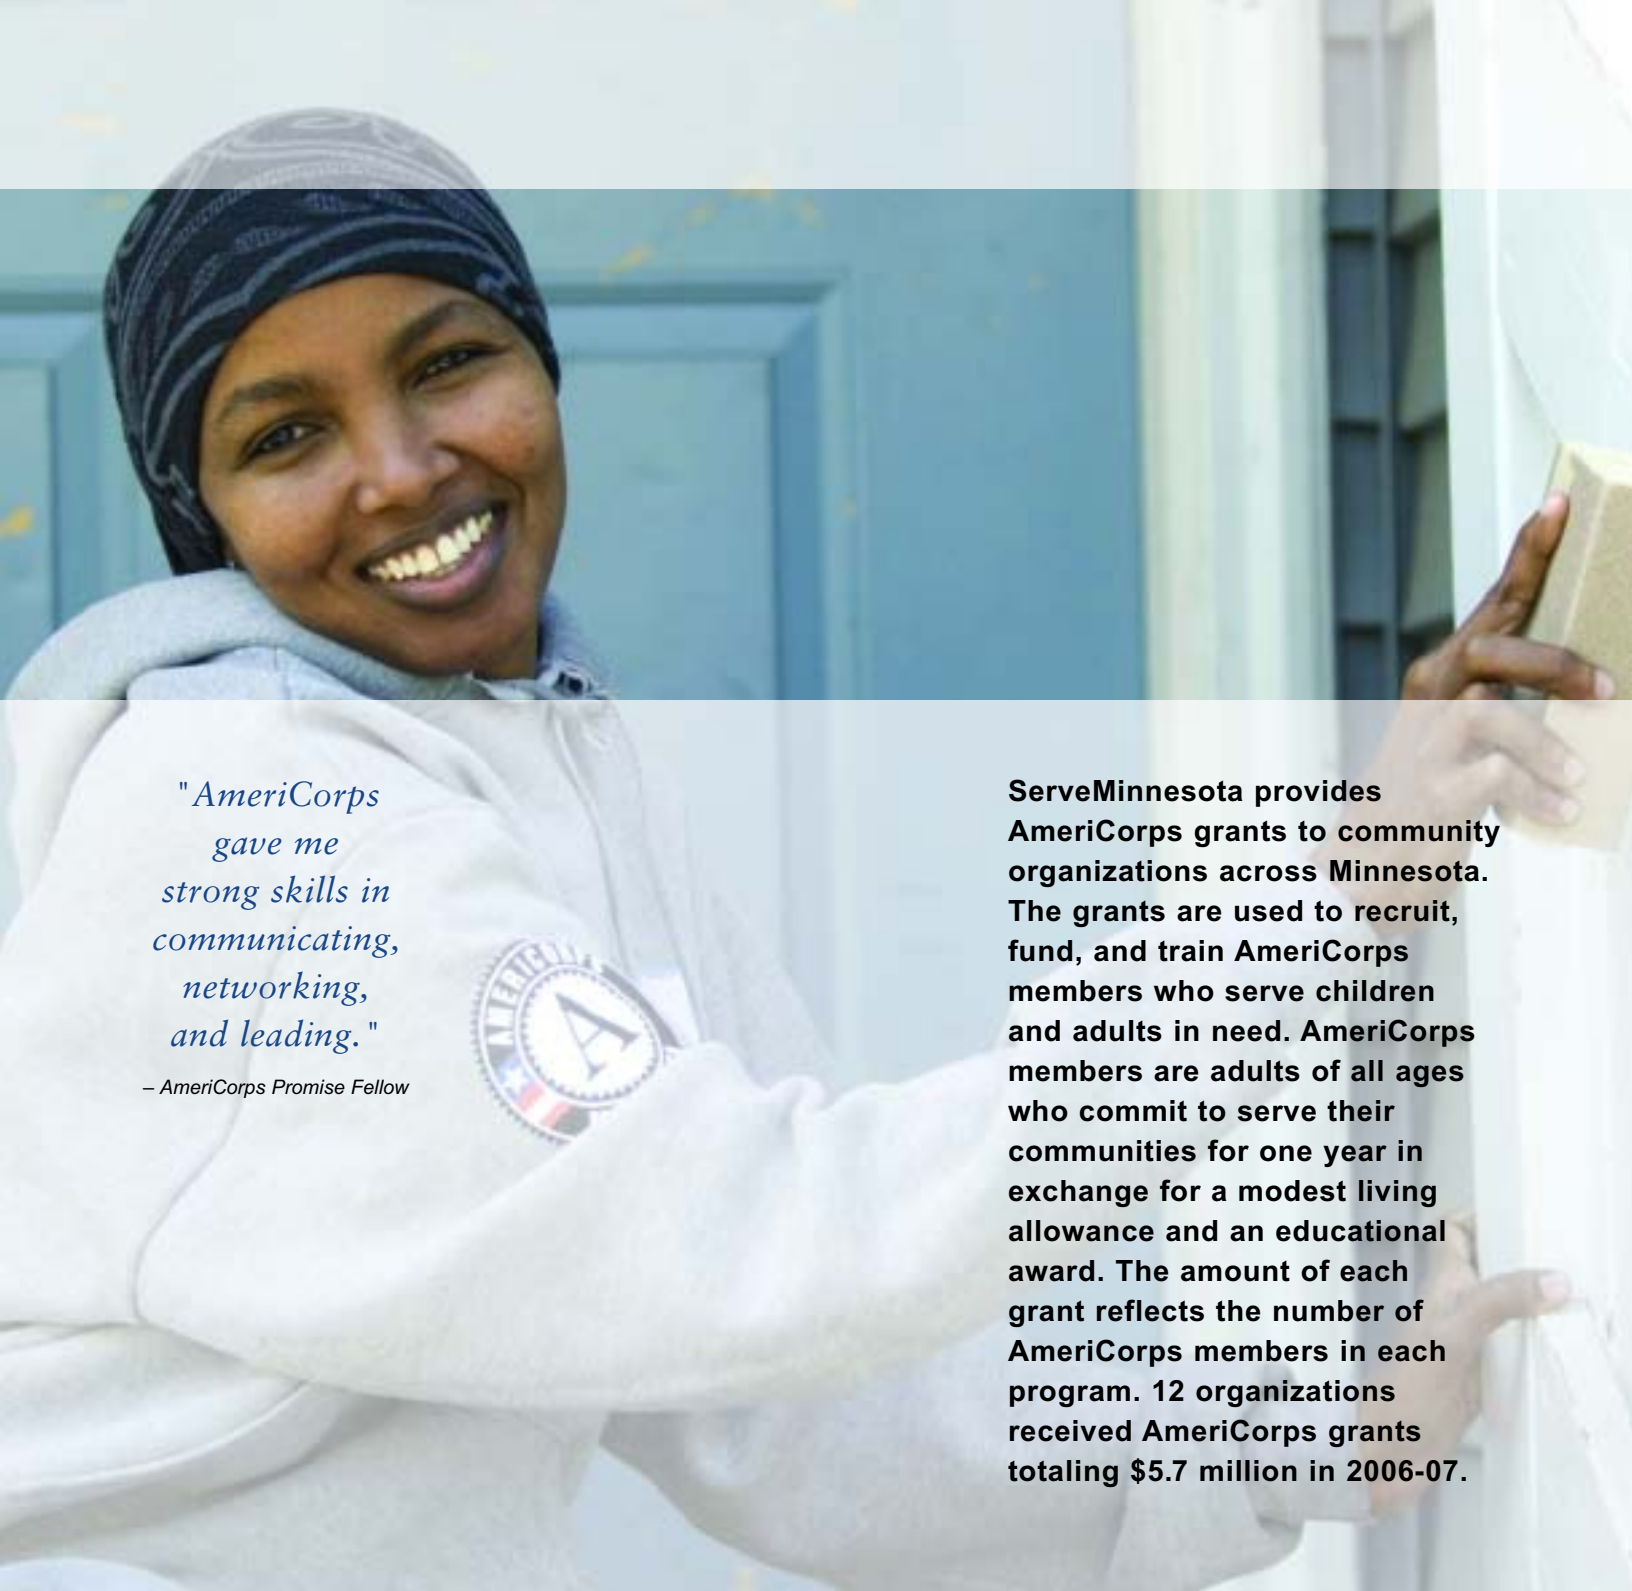 "AmeriCorps
gave me
strong skills in
communicating,
networking,
and leading."
– AmeriCorps Promise Fellow
AMERICORPS
A
ServeMinnesota provides
AmeriCorps grants to community
organizations across Minnesota.
The grants are used to recruit,
fund, and train AmeriCorps
members who serve children
and adults in need. AmeriCorps
members are adults of all ages
who commit to serve their
communities for one year in
exchange for a modest living
allowance and an educational
award. The amount of each
grant reflects the number of
AmeriCorps members in each
program. 12 organizations
received AmeriCorps grants
totaling $5.7 million in 2006-07.